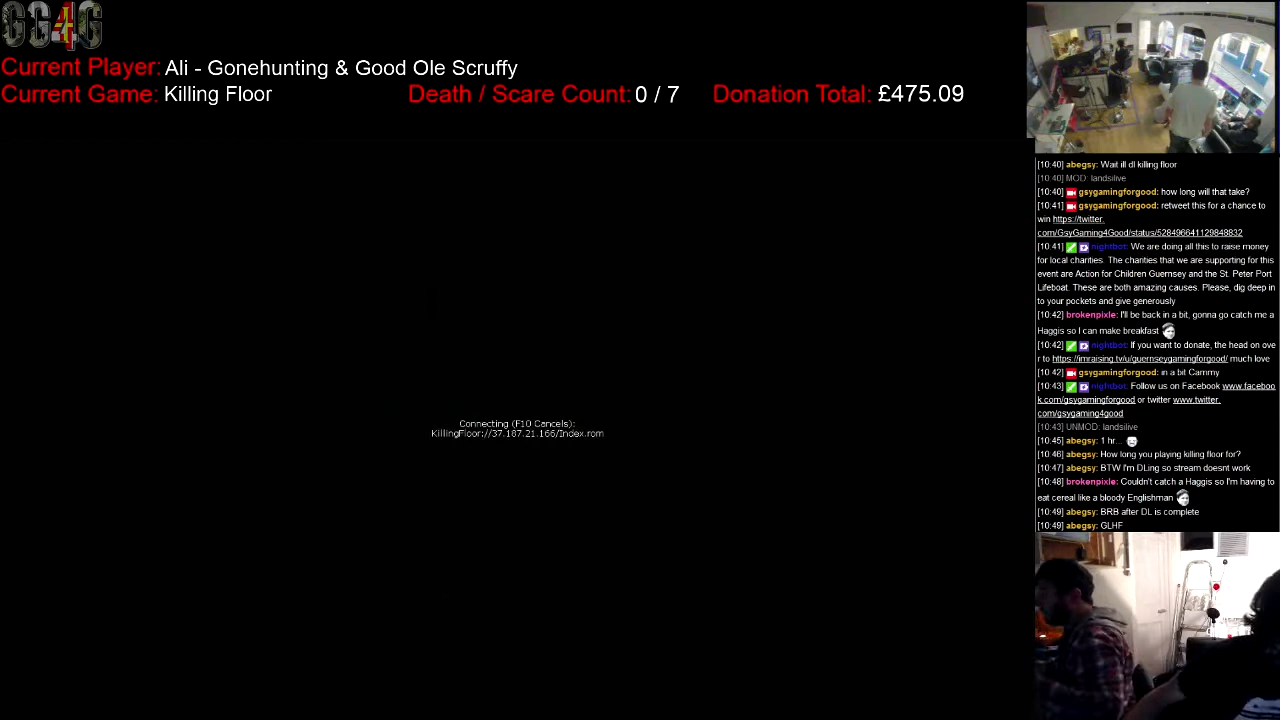 GG4G
Current Player: Ali - Gonehunting & Good Ole Scruffy
Current Game: Killing Floor
Death / Scare Count: 0 / 7
Donation Total: £475.09
Connecting (F10 Cancels):
KillingFloor://37.187.21.166/Index.rom
[10:40] abegsy: Wait ill dl killing floor
[10:40] MOD: landsilive
[10:40] gsygamingforgood: how long will that take?
[10:41] gsygamingforgood: retweet this for a chance to
win https://twitter.
com/GsyGaming4Good/status/528496641129848832
[10:41] nightbot: We are doing all this to raise money
for local charities. The charities that we are supporting for this
event are Action for Children Guernsey and the St. Peter Port
Lifeboat. These are both amazing causes. Please, dig deep in
to your pockets and give generously
[10:42] brokenpixle: I'll be back in a bit, gonna go catch me a
Haggis so I can make breakfast
[10:42] nightbot: If you want to donate, the head on ove
r to https://imraising.tv/u/guernseygamingforgood/ much love
[10:42] gsygamingforgood: in a bit Cammy
[10:43] nightbot: Follow us on Facebook www.faceboo
k.com/gsygamingforgood or twitter www.twitter.
com/gsygaming4good
[10:43] UNMOD: landsilive
[10:45] abegsy: 1 hr...
[10:46] abegsy: How long you playing killing floor for?
[10:47] abegsy: BTW I'm DLing so stream doesnt work
[10:48] brokenpixle: Couldn't catch a Haggis so I'm having to
eat cereal like a bloody Englishman
[10:49] abegsy: BRB after DL is complete
[10:49] abegsy: GLHF